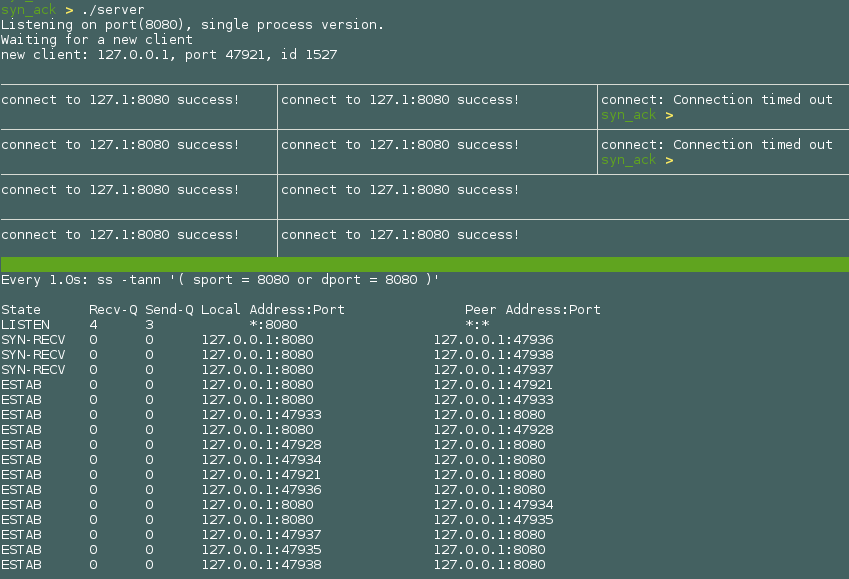 syn_ack > ./server
Listening on port(8080), single process version.
Waiting for a new client
new client: 127.0.0.1, port 47921, id 1527
connect to 127.1:8080 success! connect to 127.1:8080 success! connect: Connection timed out
syn_ack >
connect to 127.1:8080 success! connect to 127.1:8080 success! connect: Connection timed out
syn_ack >
connect to 127.1:8080 success! connect to 127.1:8080 success!
connect to 127.1:8080 success! connect to 127.1:8080 success!
Every 1.0s: ss -tann '( sport = 8080 or dport = 8080 )'
State Recv-Q Send-Q Local Address:Port Peer Address:Port
LISTEN 4 3 *:8080 *:*
SYN-RECV 0 0 127.0.0.1:8080 127.0.0.1:47936
SYN-RECV 0 0 127.0.0.1:8080 127.0.0.1:47938
SYN-RECV 0 0 127.0.0.1:8080 127.0.0.1:47937
ESTAB 0 0 127.0.0.1:8080 127.0.0.1:47921
ESTAB 0 0 127.0.0.1:8080 127.0.0.1:47933
ESTAB 0 0 127.0.0.1:47933 127.0.0.1:8080
ESTAB 0 0 127.0.0.1:8080 127.0.0.1:47928
ESTAB 0 0 127.0.0.1:47928 127.0.0.1:8080
ESTAB 0 0 127.0.0.1:47934 127.0.0.1:8080
ESTAB 0 0 127.0.0.1:47921 127.0.0.1:8080
ESTAB 0 0 127.0.0.1:47936 127.0.0.1:8080
ESTAB 0 0 127.0.0.1:8080 127.0.0.1:47934
ESTAB 0 0 127.0.0.1:8080 127.0.0.1:47935
ESTAB 0 0 127.0.0.1:47937 127.0.0.1:8080
ESTAB 0 0 127.0.0.1:47935 127.0.0.1:8080
ESTAB 0 0 127.0.0.1:47938 127.0.0.1:8080